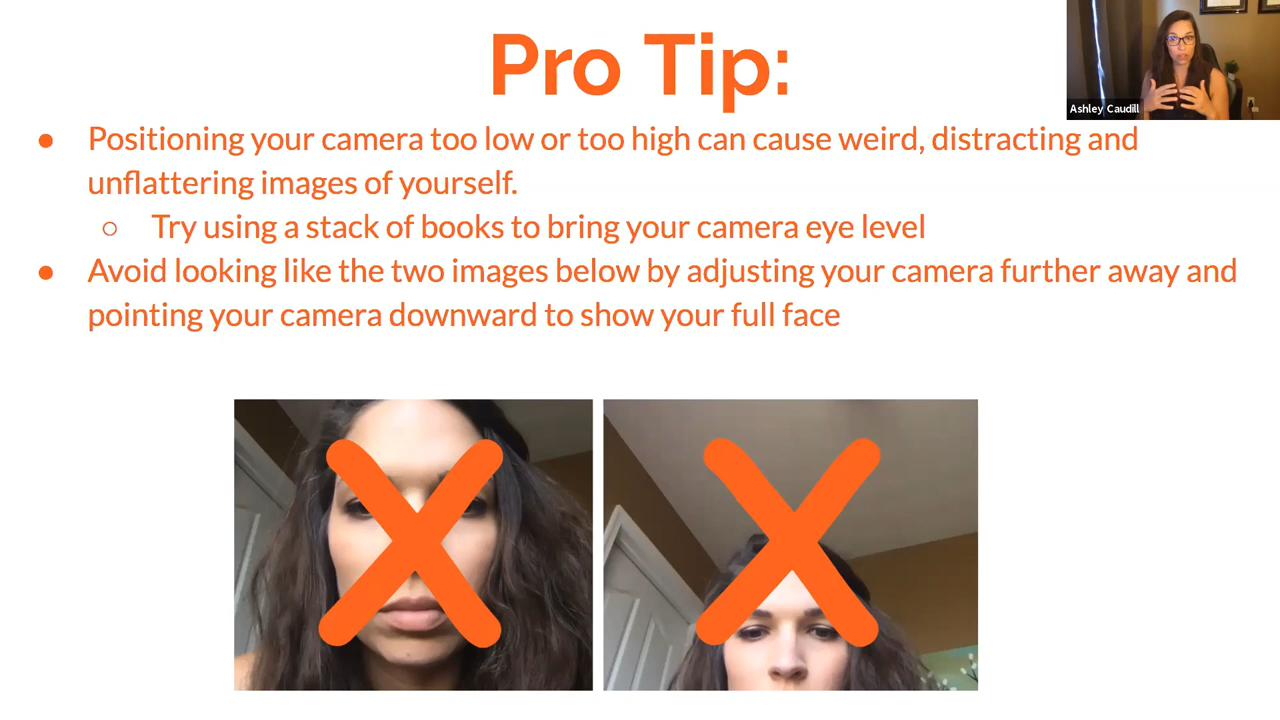 Pro Tip:
Ashley Caudill
● Positioning your camera too low or too high can cause weird, distracting and
unflattering images of yourself.
○ Try using a stack of books to bring your camera eye level
● Avoid looking like the two images below by adjusting your camera further away and
pointing your camera downward to show your full face